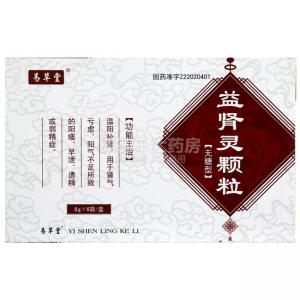 易草堂
国药准字Z22020401
益肾灵颗粒
[无糖型]
【功能主治】
温阳补肾。用于肾气
亏虚、阳气不足所致
的阳痿、早泄、遗精
或弱精症。
8g×6袋/盒
易草堂 YI SHEN LING KE LI
药房